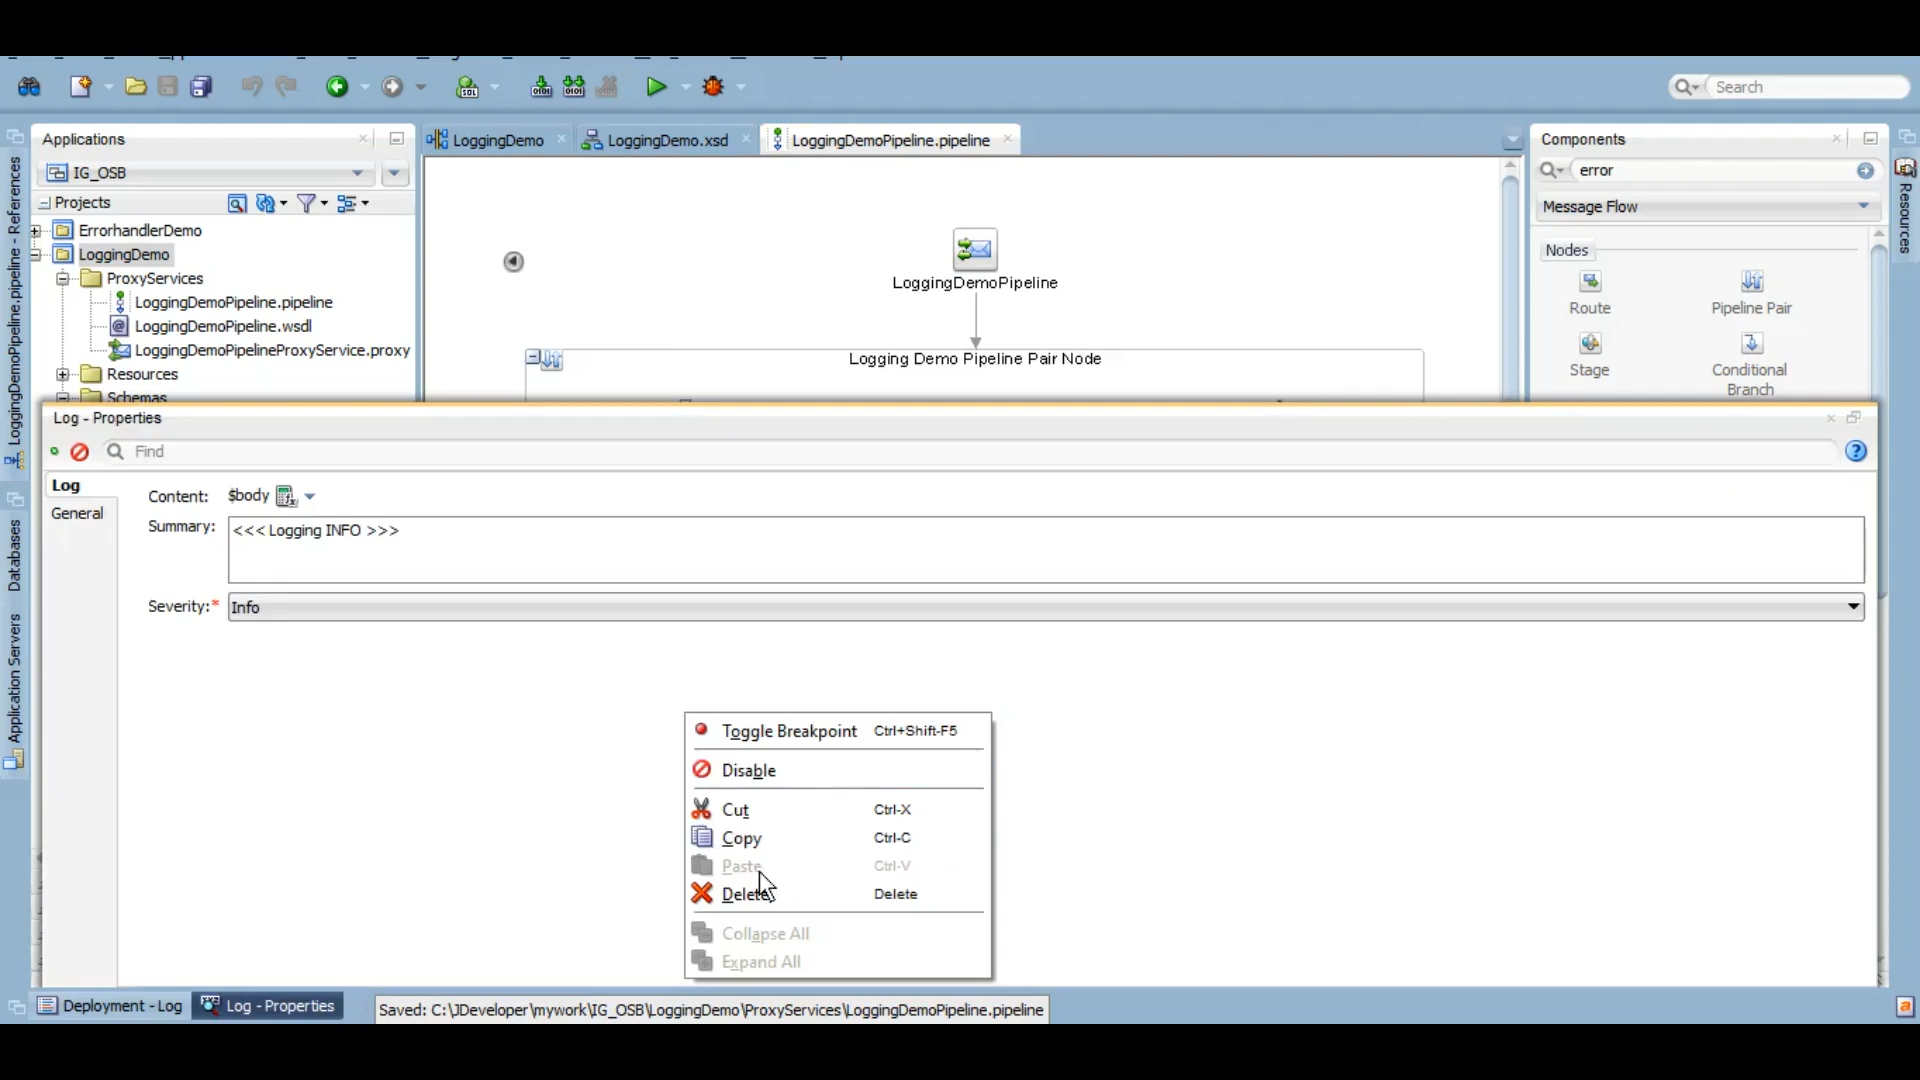 Search
Applications
LoggingDemo
LoggingDemo.xsd
LoggingDemoPipeline.pipeline
Components
IG_OSB
error
Projects
Message Flow
ErrorhandlerDemo
LoggingDemo
ProxyServices
LoggingDemoPipeline.pipeline
LoggingDemoPipeline.wsdl
LoggingDemoPipelineProxyService.proxy
Resources
Schemas
LoggingDemoPipeline
Logging Demo Pipeline Pair Node
Nodes
Route
Pipeline Pair
Stage
Conditional
Branch
Resources
LoggingDemoPipeline.pipeline - References
Databases
Application Servers
Log - Properties
Find
Log
General
Content: $body
Summary: <<< Logging INFO >>>
Severity:* Info
Toggle Breakpoint Ctrl+Shift-F5
Disable
Cut Ctrl-X
Copy Ctrl-C
Paste Ctrl-V
Delete Delete
Collapse All
Expand All
Deployment - Log
Log - Properties
Saved: C:\JDeveloper\mywork\IG_OSB\LoggingDemo\ProxyServices\LoggingDemoPipeline.pipeline